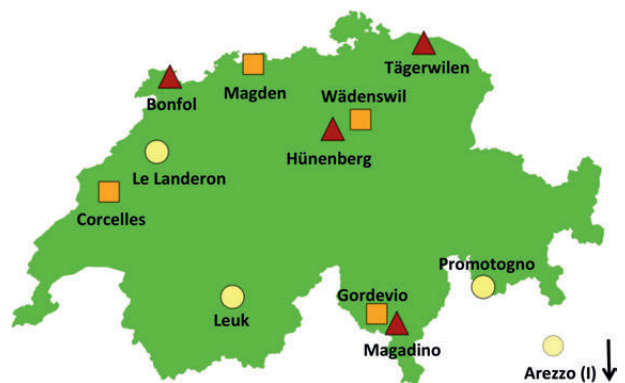 Tägerwilen
Bonfol
Magden
Wädenswil
Hünenberg
Le Landeron
Corcelles
Promotogno
Gordevio
Leuk
Magadino
Arezzo (I)